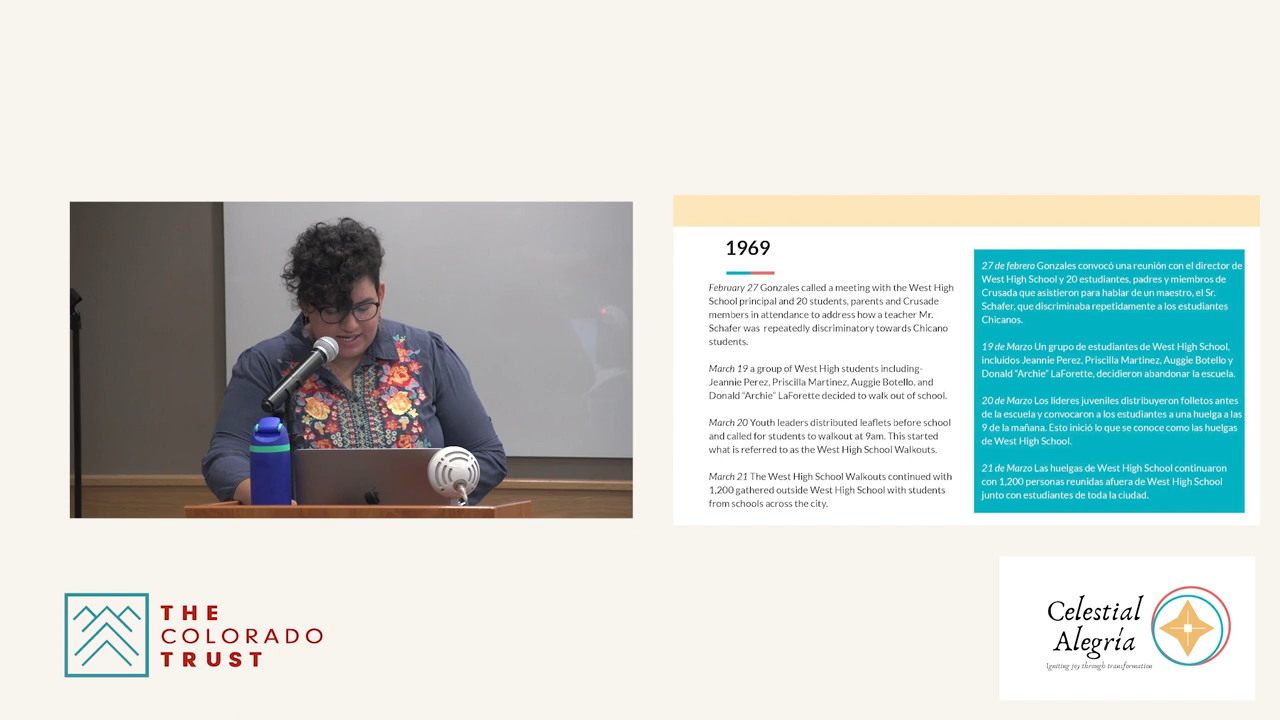 1969
February 27 Gonzales called a meeting with the West High
School principal and 20 students, parents and Crusade
members in attendance to address how a teacher Mr.
Schafer was repeatedly discriminatory towards Chicano
students.
March 19 a group of West High students including-
Jeannie Perez, Priscilla Martinez, Auggie Botello, and
Donald "Archie" LaForette decided to walk out of school.
March 20 Youth leaders distributed leaflets before school
and called for students to walkout at 9am. This started
what is referred to as the West High School Walkouts.
March 21 The West High School Walkouts continued with
1,200 gathered outside West High School with students
from schools across the city.
27 de febrero Gonzales convocó una reunión con el director de
West High School y 20 estudiantes, padres y miembros de
Crusada que asistieron para hablar de un maestro, el Sr.
Schafer, que discriminaba repetidamente a los estudiantes
Chicanos.
19 de Marzo Un grupo de estudiantes de West High School,
incluidos Jeannie Perez, Priscilla Martinez, Auggie Botello y
Donald "Archie" LaForette, decidieron abandonar la escuela.
20 de Marzo Los líderes juveniles distribuyeron folletos antes
de la escuela y convocaron a los estudiantes a una huelga a las
9 de la mañana. Esto inició lo que se conoce como las huelgas
de West High School.
21 de Marzo Las huelgas de West High School continuaron
con 1,200 personas reunidas afuera de West High School
junto con estudiantes de toda la ciudad.
THE
COLORADO
TRUST
Celestial
Alegría
Igniting joy through transformation